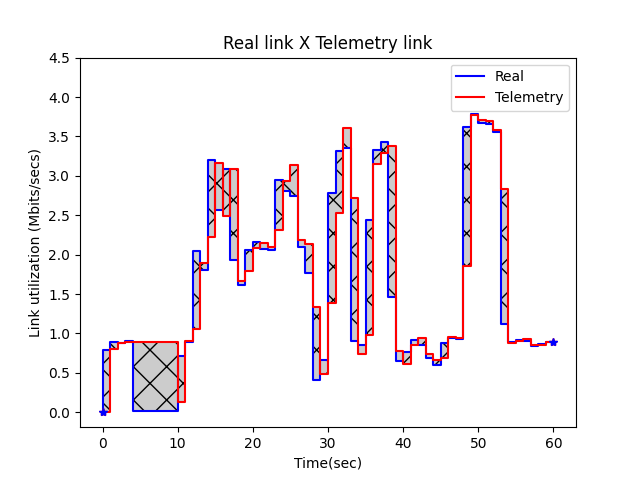 Real link X Telemetry link
Real
Telemetry
Link utilization (Mbits/secs)
4.5
4.0
3.5
3.0
2.5
2.0
1.5
1.0
0.5
0.0
0 10 20 30 40 50 60
Time(sec)